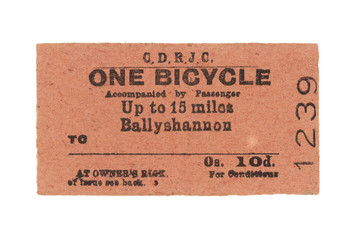 C.D.R.J.C.
ONE BICYCLE
Accompanied by Passenger
Up to 15 miles
Ballyshannon
TO
0s. 10d.
AT OWNER'S RISK. For Conditions
of issue see back.
1239